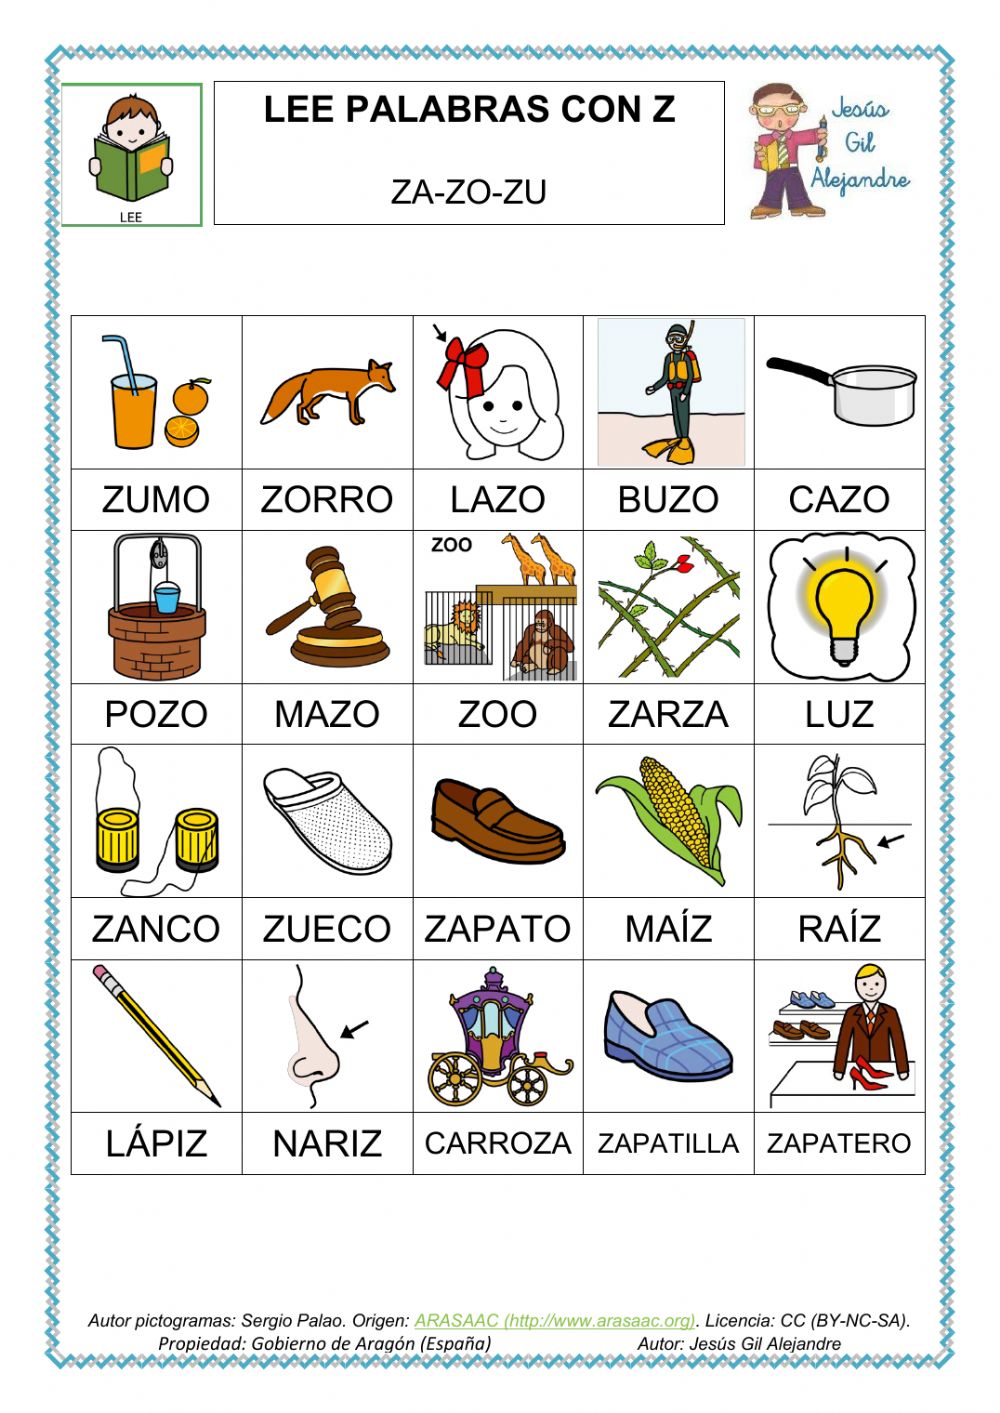 LEE PALABRAS CON Z
ZA-ZO-ZU
LEE
Jesús
Gil
Alejandre
ZUMO ZORRO LAZO BUZO CAZO
ZOO
POZO MAZO ZOO ZARZA LUZ
ZANCO ZUECO ZAPATO MAÍZ RAÍZ
LÁPIZ NARIZ CARROZA ZAPATILLA ZAPATERO
Autor pictogramas: Sergio Palao. Origen: ARASAAC (http://www.arasaac.org). Licencia: CC (BY-NC-SA).
Propiedad: Gobierno de Aragón (España) Autor: Jesús Gil Alejandre